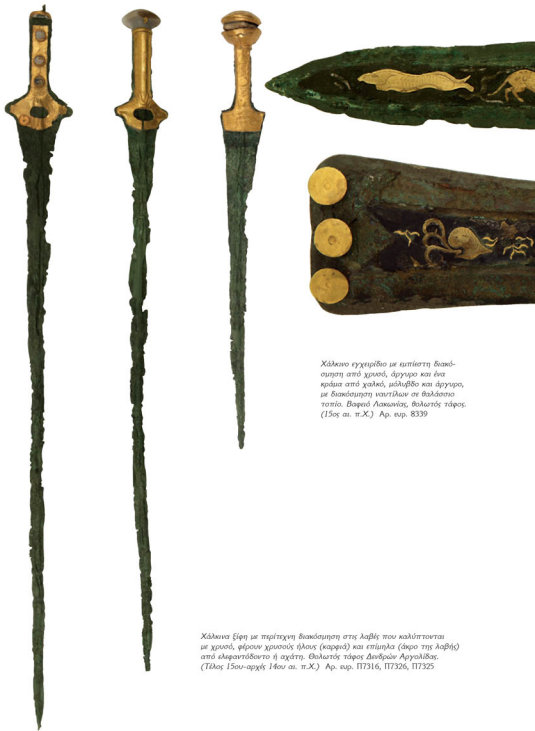 Χάλκινο εγχειρίδιο με εμπίεστη διακό-
σμηση από χρυσό, άργυρο και ένα
κράμα από χαλκό, μόλυβδο και άργυρο,
με διακόσμηση ναυτίλων σε θαλάσσιο
τοπίο. Βαφειό Λακωνίας, θολωτός τάφος.
(15ος αι. π.Χ.) Αρ. ευρ. 8339
Χάλκινα ξίφη με περίτεχνη διακόσμηση στις λαβές που καλύπτονται
με χρυσό, φέρουν χρυσούς ήλους (καρφιά) και επίμηλα (άκρο της λαβής)
από ελεφαντόδοντο ή αχάτη. Θολωτός τάφος Δενδρών Αργολίδας.
(Τέλος 15ου-αρχές 14ου αι. π.Χ.) Αρ. ευρ. Π7316, Π7326, Π7325